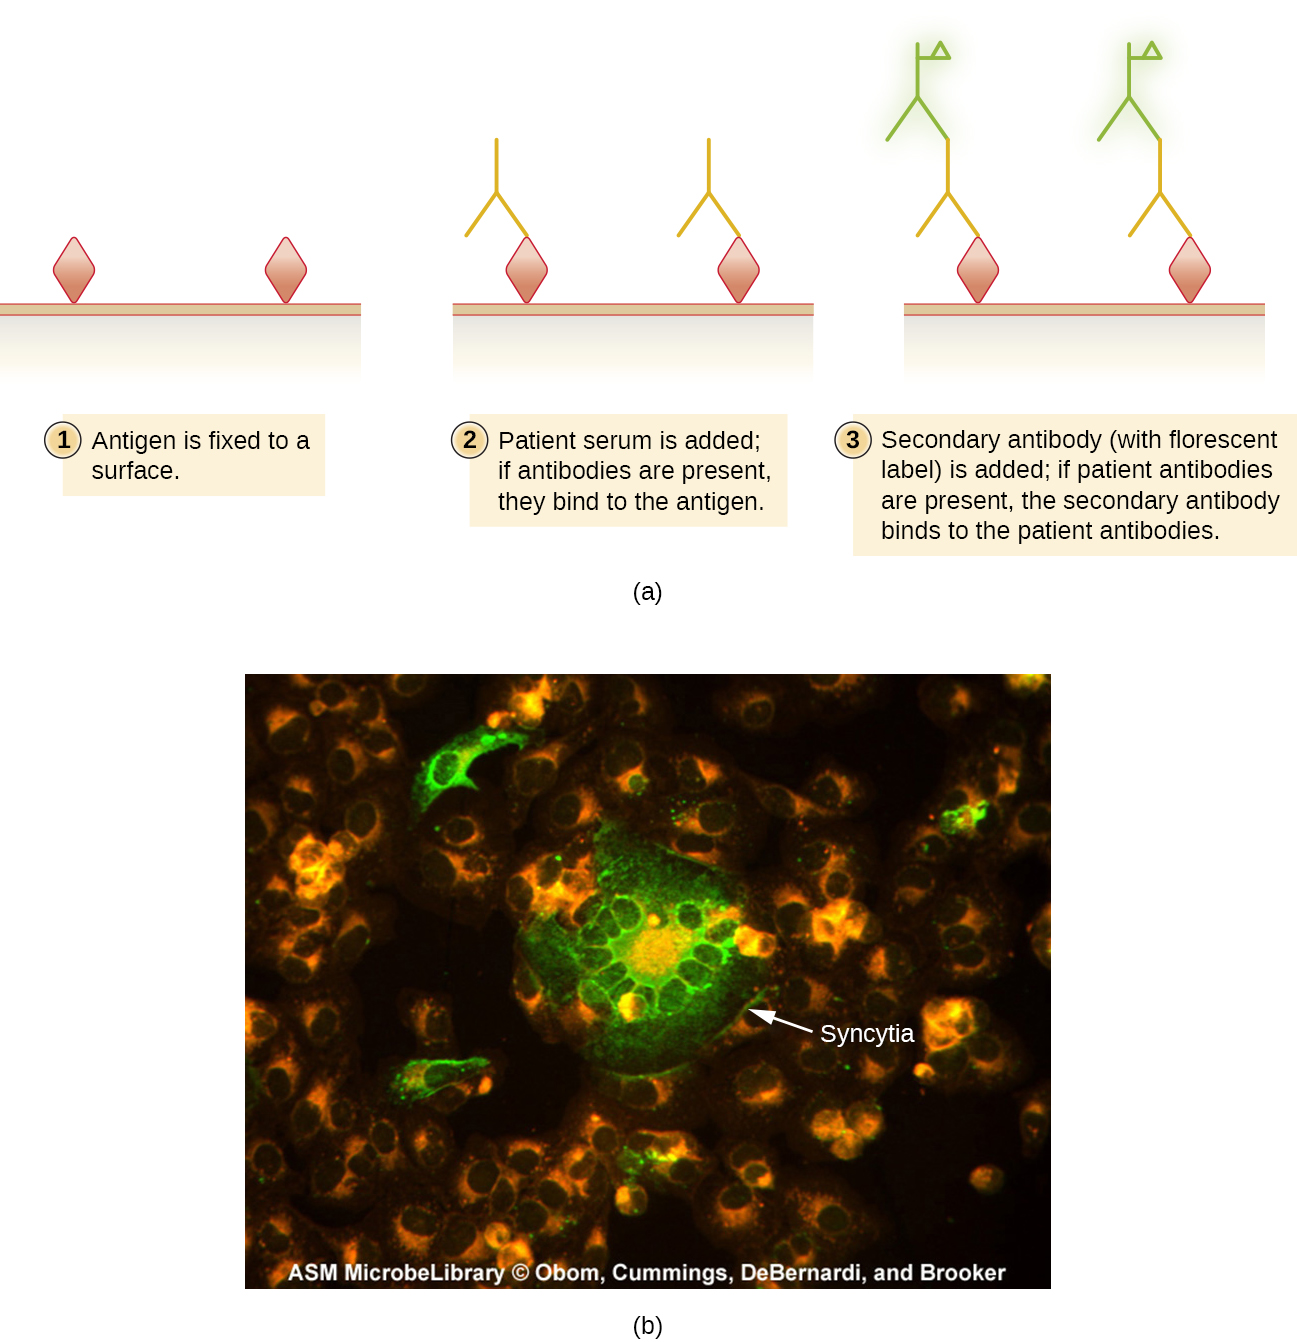 1 Antigen is fixed to a
surface.
2 Patient serum is added;
if antibodies are present,
they bind to the antigen.
3 Secondary antibody (with florescent
label) is added; if patient antibodies
are present, the secondary antibody
binds to the patient antibodies.
(a)
Syncytia
ASM MicrobeLibrary © Obom, Cummings, DeBernardi, and Brooker
(b)